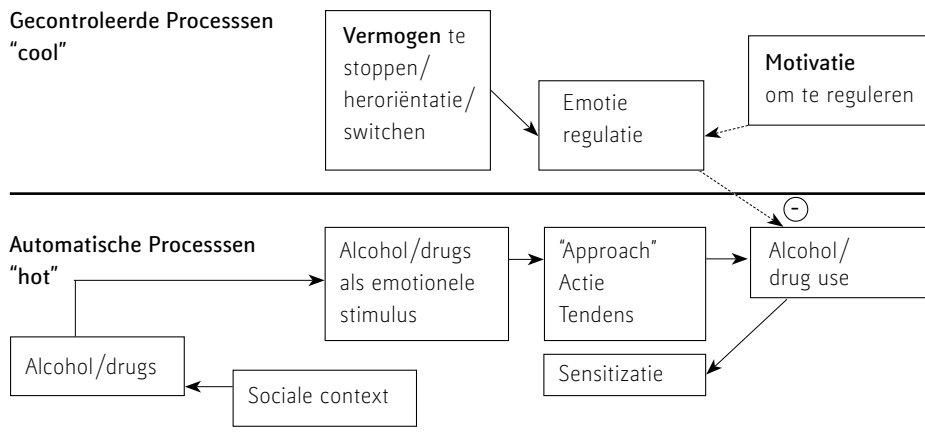 Gecontroleerde Processsen
“cool”
Vermogen te
stoppen/
heroriëntatie/
switchen
Emotie
regulatie
Motivatie
om te reguleren
-
Automatische Processsen
“hot”
Alcohol/drugs
als emotionele
stimulus
“Approach”
Actie
Tendens
Alcohol/
drug use
Alcohol/drugs
Sociale context
Sensitizatie